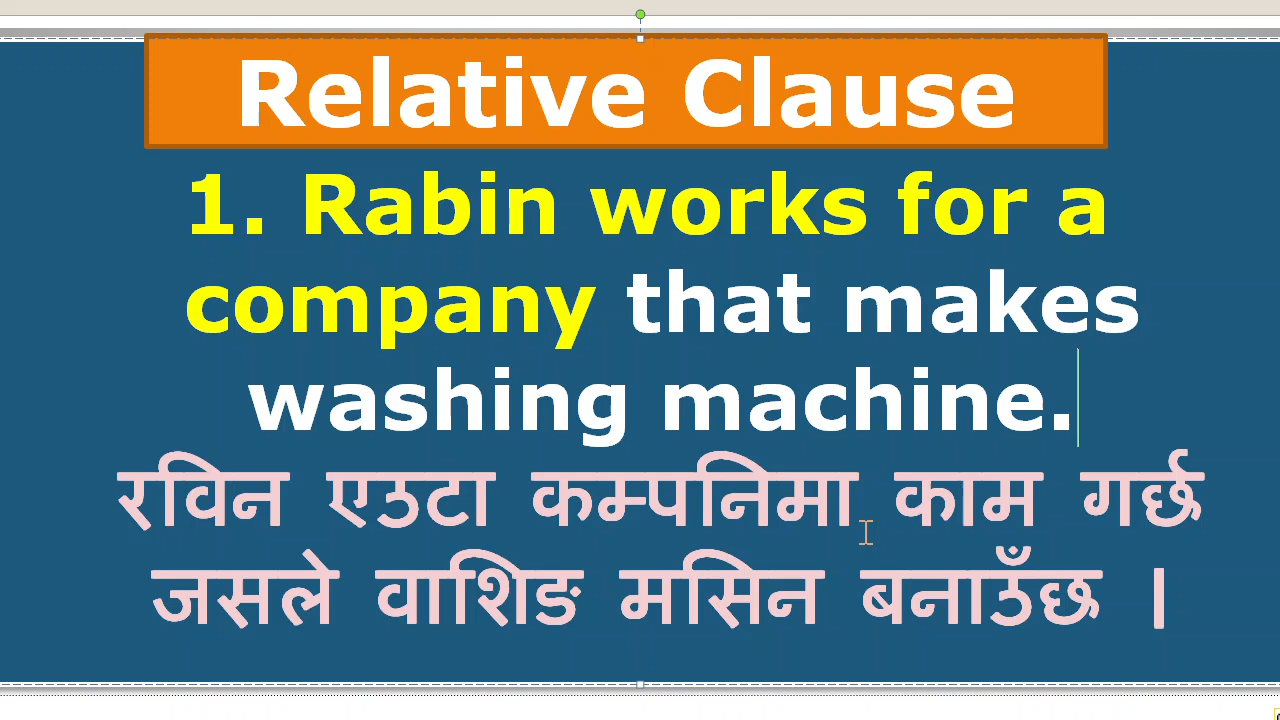 Relative Clause
1. Rabin works for a
company that makes
washing machine.
रविन एउटा कम्पनिमा काम गर्छ
जसले वाशिङ मसिन बनाउँछ ।